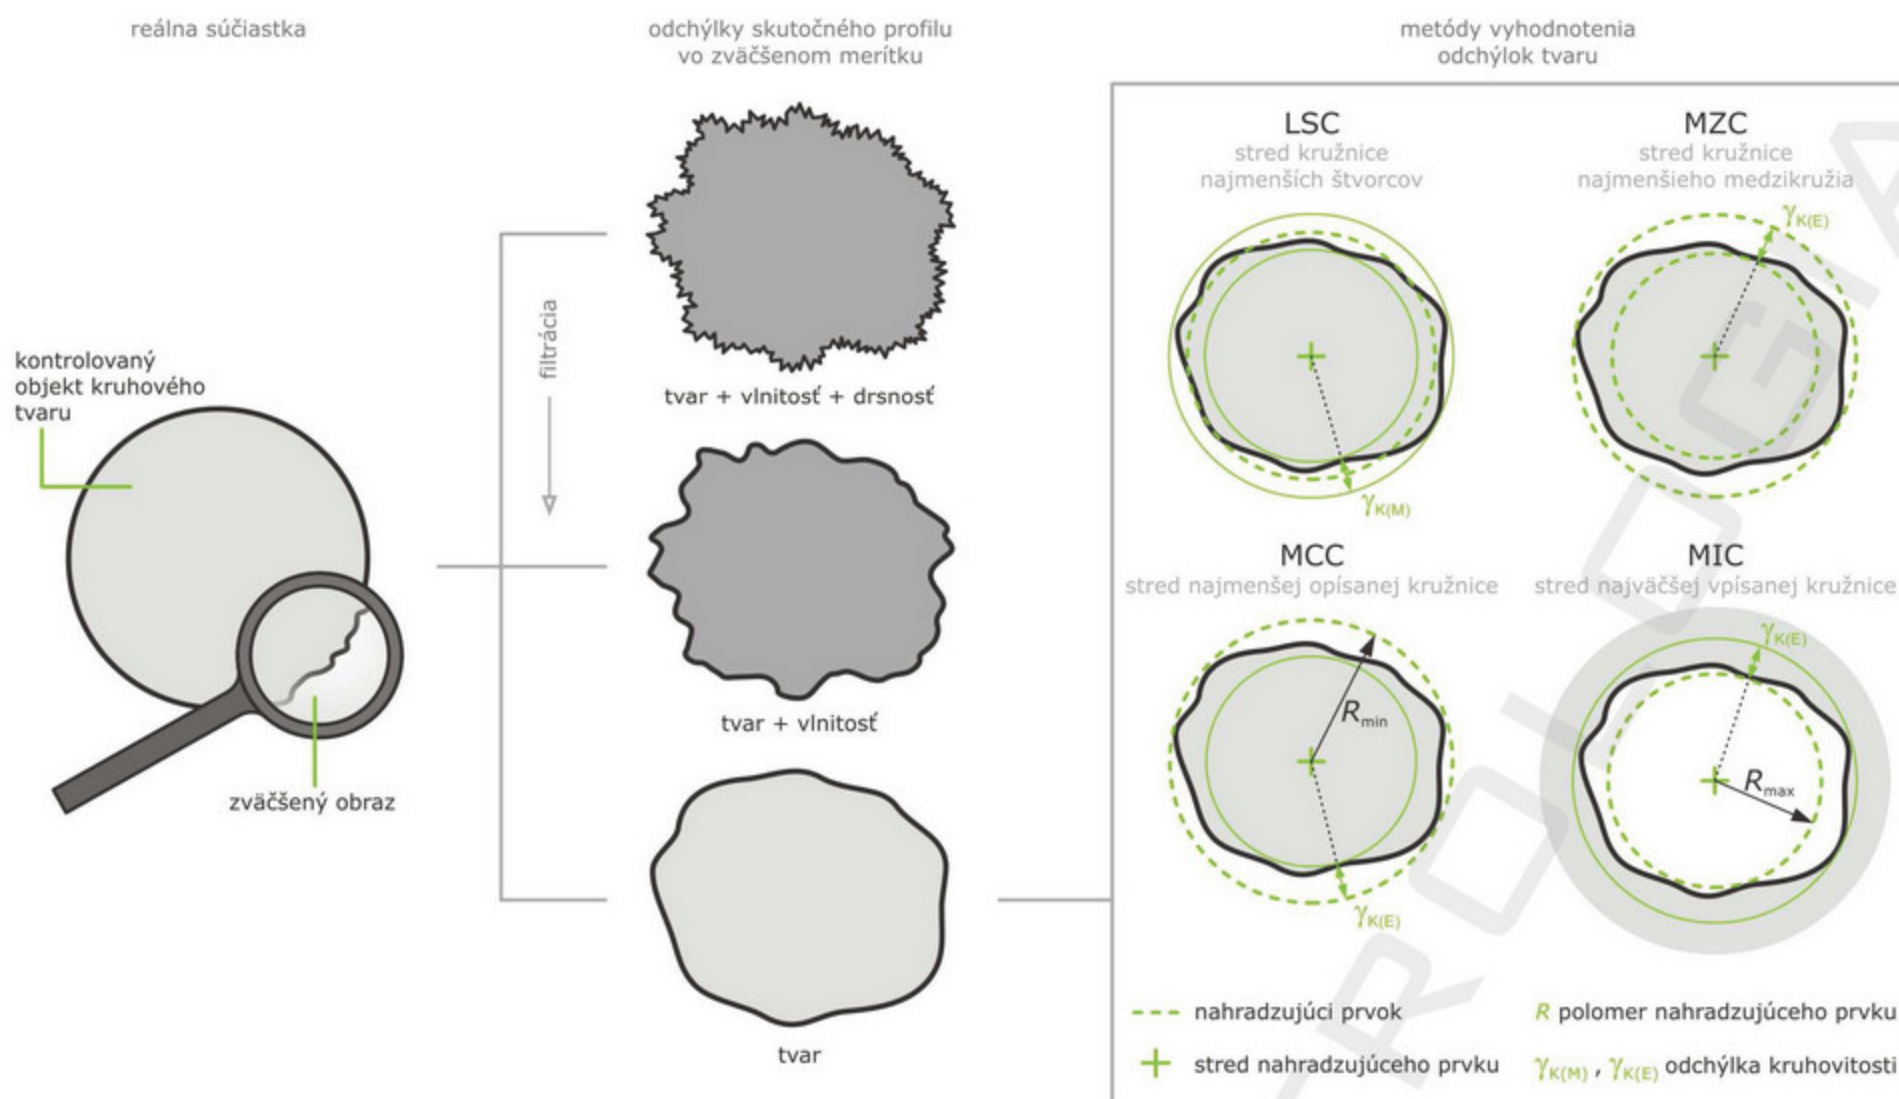 reálna súčiastka
odchýlky skutočného profilu
vo zväčšenom merítku
metódy vyhodnotenia
odchýlok tvaru
kontrolovaný
objekt kruhového
tvaru
zväčšený obraz
filtrácia
tvar + vlnitosť + drsnosť
tvar + vlnitosť
tvar
LSC
stred kružnice
najmenších štvorcov
γK(M)
MZC
stred kružnice
najmenšieho medzikružia
γK(E)
MCC
stred najmenšej opísanej kružnice
Rmin
γK(E)
MIC
stred najväčšej vpísanej kružnice
γK(E)
Rmax
nahradzujúci prvok
R polomer nahradzujúceho prvku
stred nahradzujúceho prvku
γK(M) , γK(E) odchýlka kruhovitosti